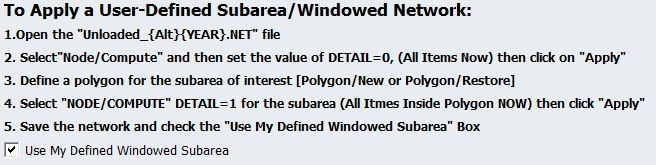 To Apply a User-Defined Subarea/Windowed Network:
1.Open the "Unloaded_{Alt}{YEAR}.NET" file
2. Select"Node/Compute" and then set the value of DETAIL=0, (All Items Now) then click on "Apply"
3. Define a polygon for the subarea of interest [Polygon/New or Polygon/Restore]
4. Select "NODE/COMPUTE" DETAIL=1 for the subarea (All Itmes Inside Polygon NOW) then click "Apply"
5. Save the network and check the "Use My Defined Windowed Subarea" Box
Use My Defined Windowed Subarea